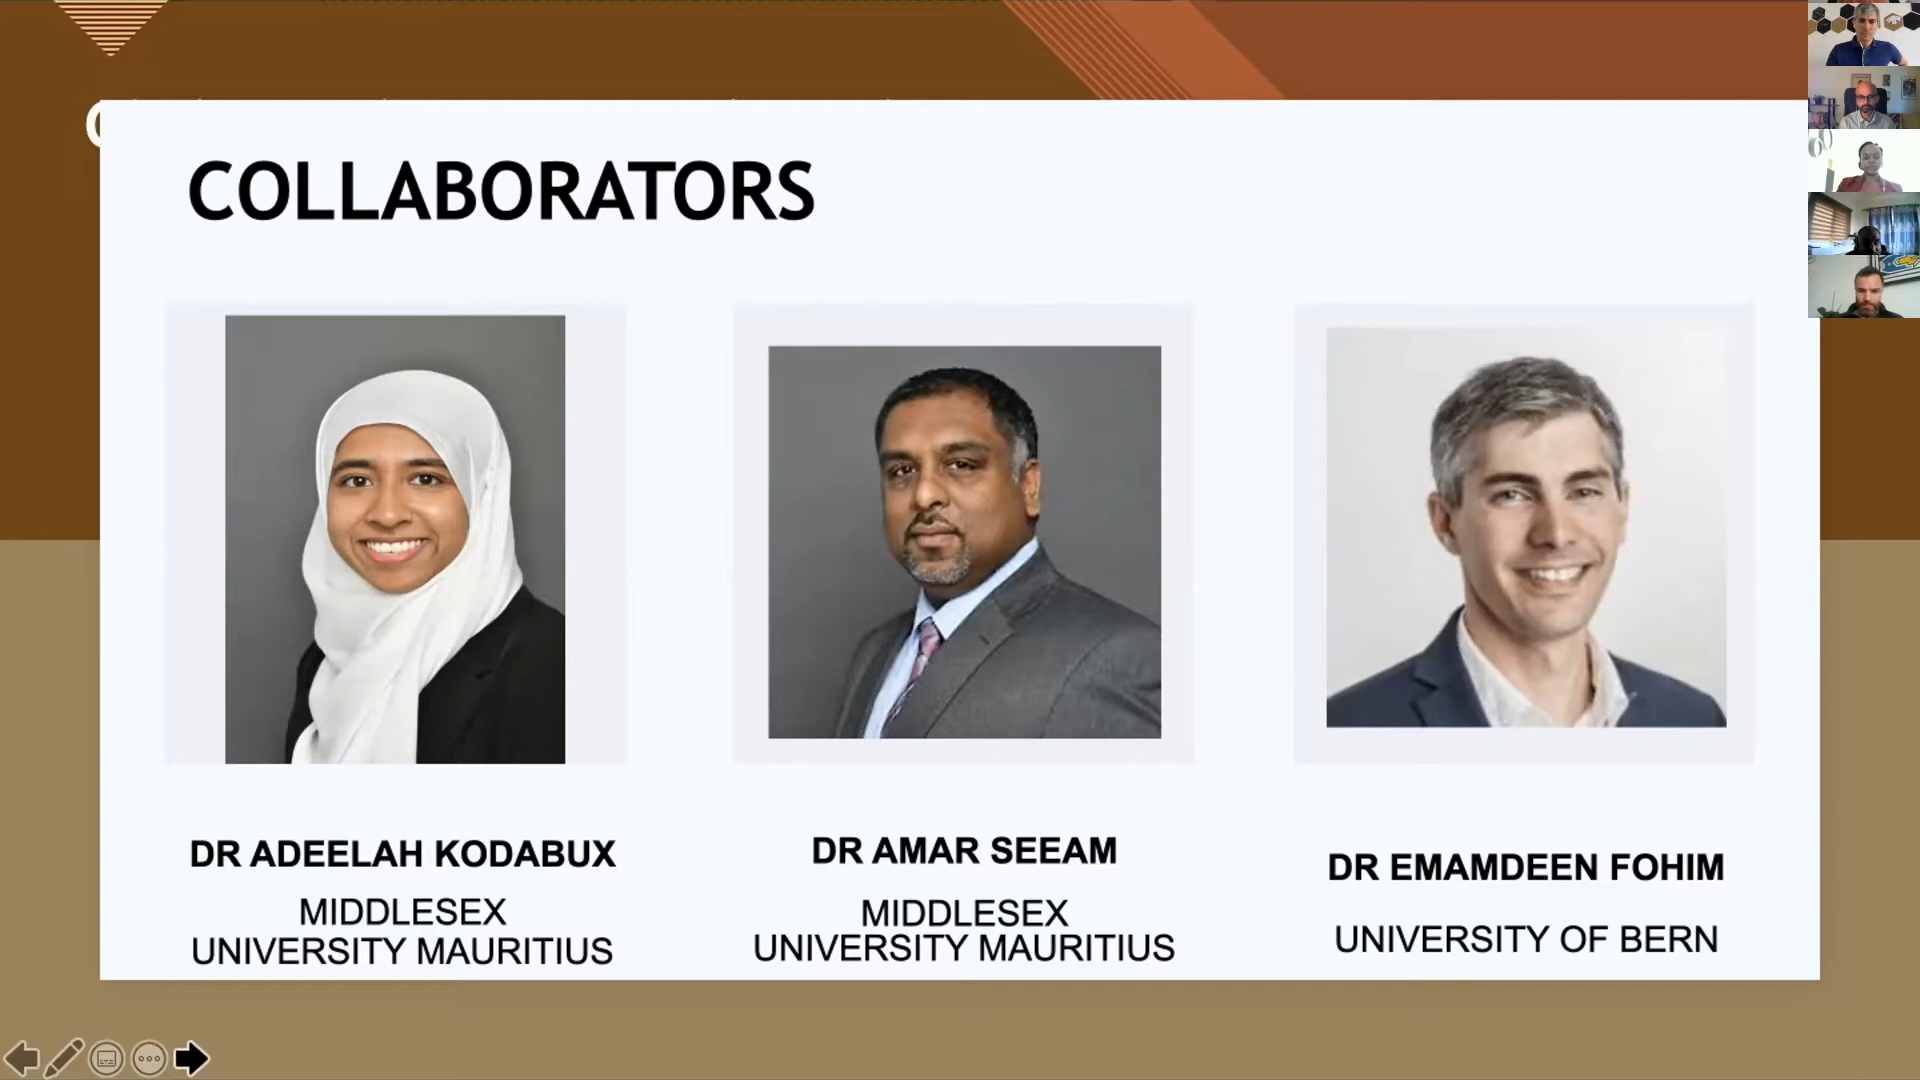 COLLABORATORS
DR ADEELAH KODABUX
MIDDLESEX
UNIVERSITY MAURITIUS
DR AMAR SEEAM
MIDDLESEX
UNIVERSITY MAURITIUS
DR EMAMDEEN FOHIM
UNIVERSITY OF BERN